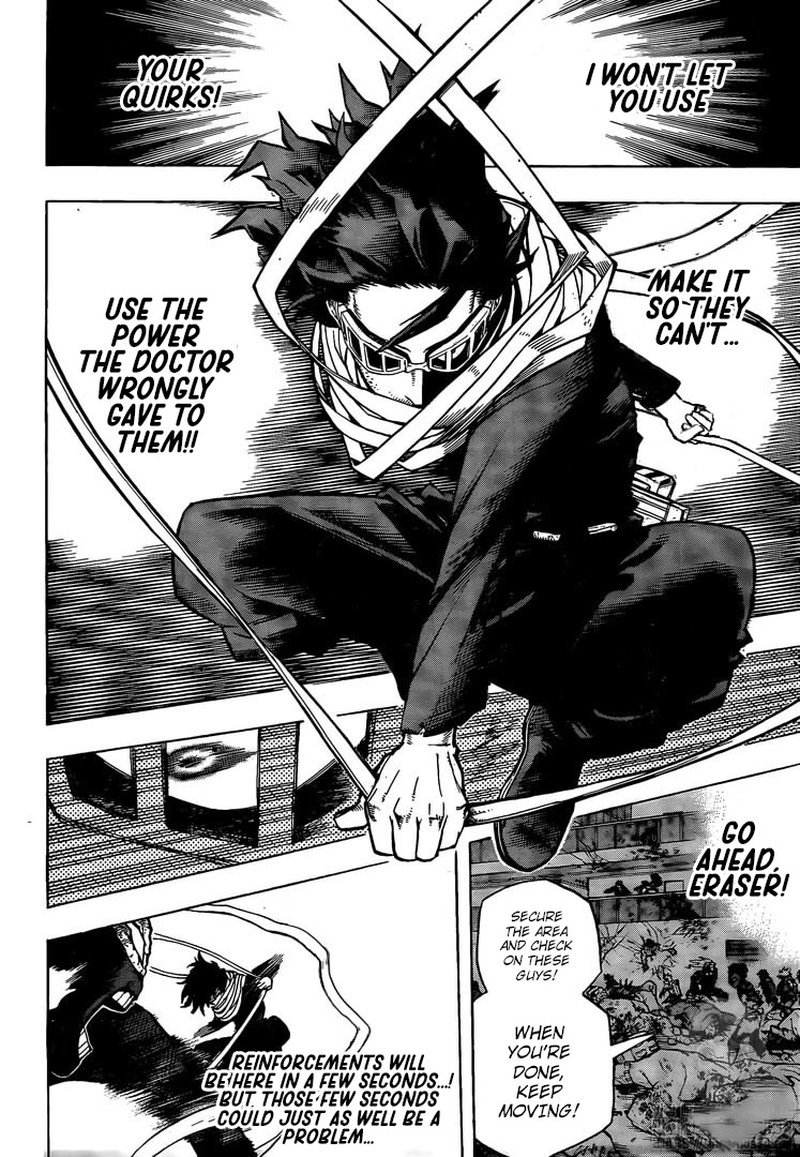 I WON'T LET
YOU USE
YOUR
QUIRKS!
MAKE IT
SO THEY
CAN'T...
USE THE
POWER
THE DOCTOR
WRONGLY
GAVE TO
THEM!!
GO
AHEAD,
ERASER!
SECURE
THE AREA
AND CHECK
ON THESE
GUYS!
WHEN
YOU'RE
DONE,
KEEP
MOVING!
REINFORCEMENTS WILL
BE HERE IN A FEW SECONDS...!
BUT THOSE FEW SECONDS
COULD JUST AS WELL BE A
PROBLEM...